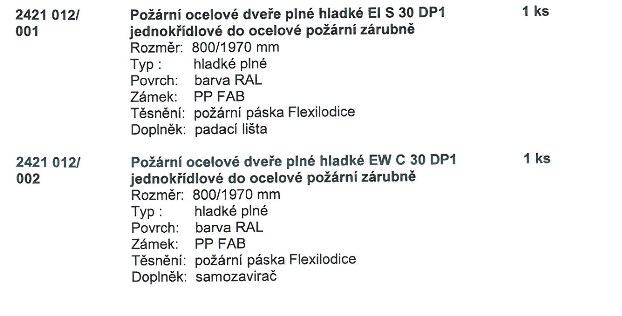 2421 012/ Požární ocelové dveře plné hladké EI S 30 DP1 1 ks
001 jednokřídlové do ocelové požární zárubně
Rozměr: 800/1970 mm
Typ : hladké plné
Povrch: barva RAL
Zámek: PP FAB
Těsnění: požární páska Flexilodice
Doplněk: padací lišta
2421 012/ Požární ocelové dveře plné hladké EW C 30 DP1 1 ks
002 jednokřídlové do ocelové požární zárubně
Rozměr: 800/1970 mm
Typ : hladké plné
Povrch: barva RAL
Zámek: PP FAB
Těsnění: požární páska Flexilodice
Doplněk: samozavirač